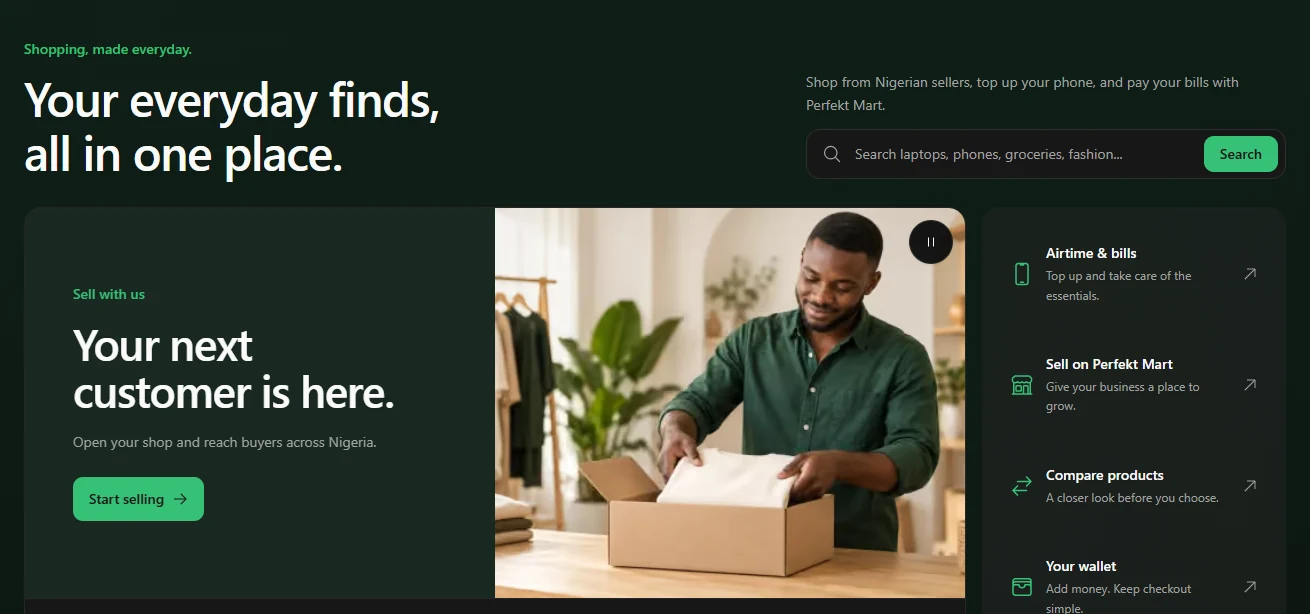 Shopping, made everyday.
Your everyday finds,
all in one place.
Shop from Nigerian sellers, top up your phone, and pay your bills with
Perfekt Mart.
Search laptops, phones, groceries, fashion...
Search
Sell with us
Your next
customer is here.
Open your shop and reach buyers across Nigeria.
Start selling
Airtime & bills
Top up and take care of the
essentials.
Sell on Perfekt Mart
Give your business a place to
grow.
Compare products
A closer look before you choose.
Your wallet
Add money. Keep checkout
simple.